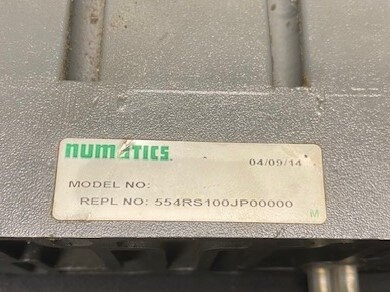 numatics.
04/09/14
MODEL NO:
REPL NO: 554RS100JP00000
M